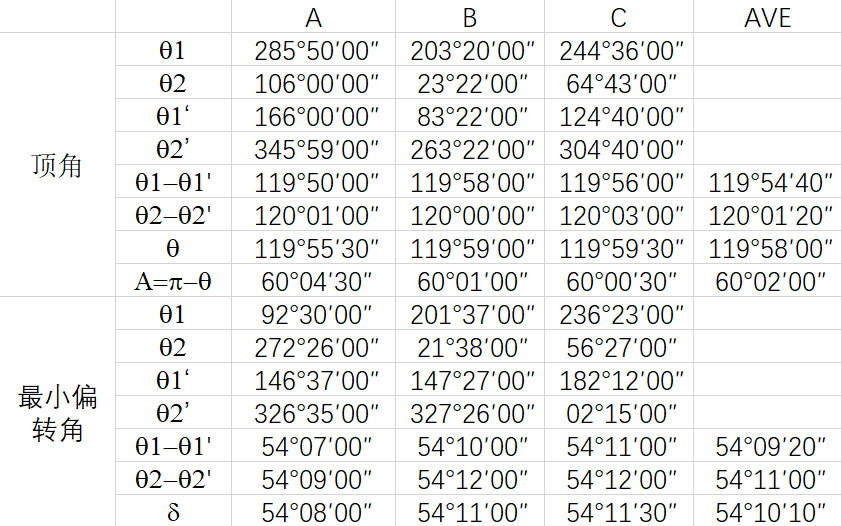 A B C AVE
顶角
θ1 285°50′00″ 203°20′00″ 244°36′00″
θ2 106°00′00″ 23°22′00″ 64°43′00″
θ1‘ 166°00′00″ 83°22′00″ 124°40′00″
θ2’ 345°59′00″ 263°22′00″ 304°40′00″
θ1−θ1' 119°50′00″ 119°58′00″ 119°56′00″ 119°54′40″
θ2−θ2' 120°01′00″ 120°00′00″ 120°03′00″ 120°01′20″
θ 119°55′30″ 119°59′00″ 119°59′30″ 119°58′00″
A=π−θ 60°04′30″ 60°01′00″ 60°00′30″ 60°02′00″
最小偏
转角
θ1 92°30′00″ 201°37′00″ 236°23′00″
θ2 272°26′00″ 21°38′00″ 56°27′00″
θ1‘ 146°37′00″ 147°27′00″ 182°12′00″
θ2’ 326°35′00″ 327°26′00″ 02°15′00″
θ1−θ1' 54°07′00″ 54°10′00″ 54°11′00″ 54°09′20″
θ2−θ2' 54°09′00″ 54°12′00″ 54°12′00″ 54°11′00″
δ 54°08′00″ 54°11′00″ 54°11′30″ 54°10′10″